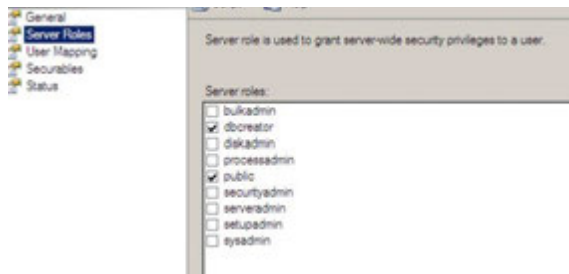 General
Server Roles
User Mapping
Securables
Status
Server role is used to grant server-wide security privileges to a user.
Server roles:
bulkadmin
dbcreator
diskadmin
processadmin
public
securityadmin
serveradmin
setupadmin
sysadmin